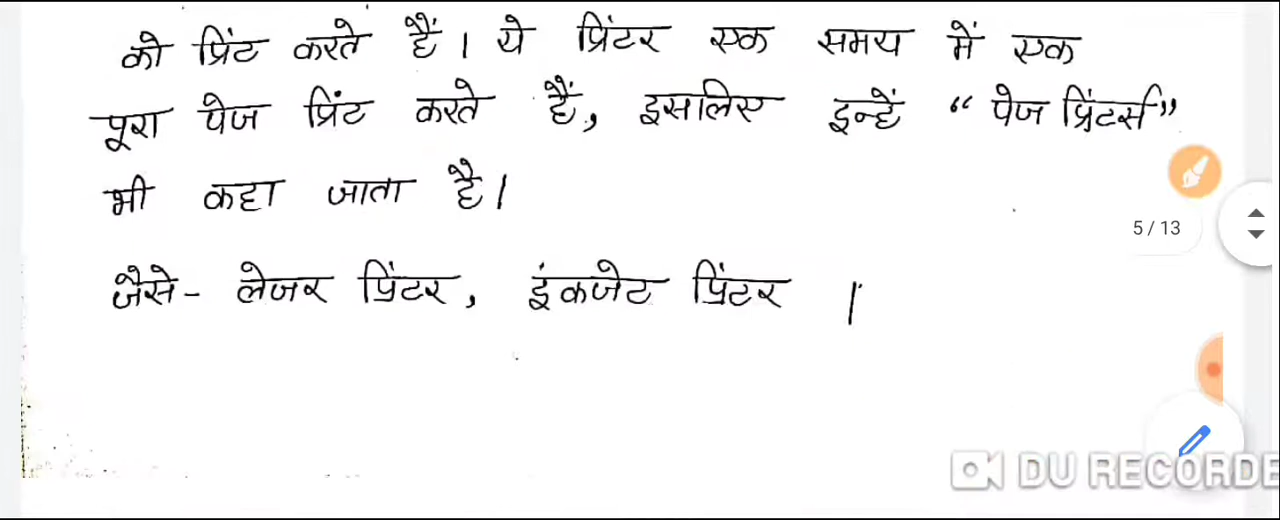 को प्रिंट करते हैं। ये प्रिंटर एक समय में एक
पूरा पेज प्रिंट करते हैं, इसलिए इन्हें “पेज प्रिंटर्स”
भी कहा जाता है।
5 / 13
जैसे - लेजर प्रिंटर, इंकजेट प्रिंटर ।
DU RECORDE